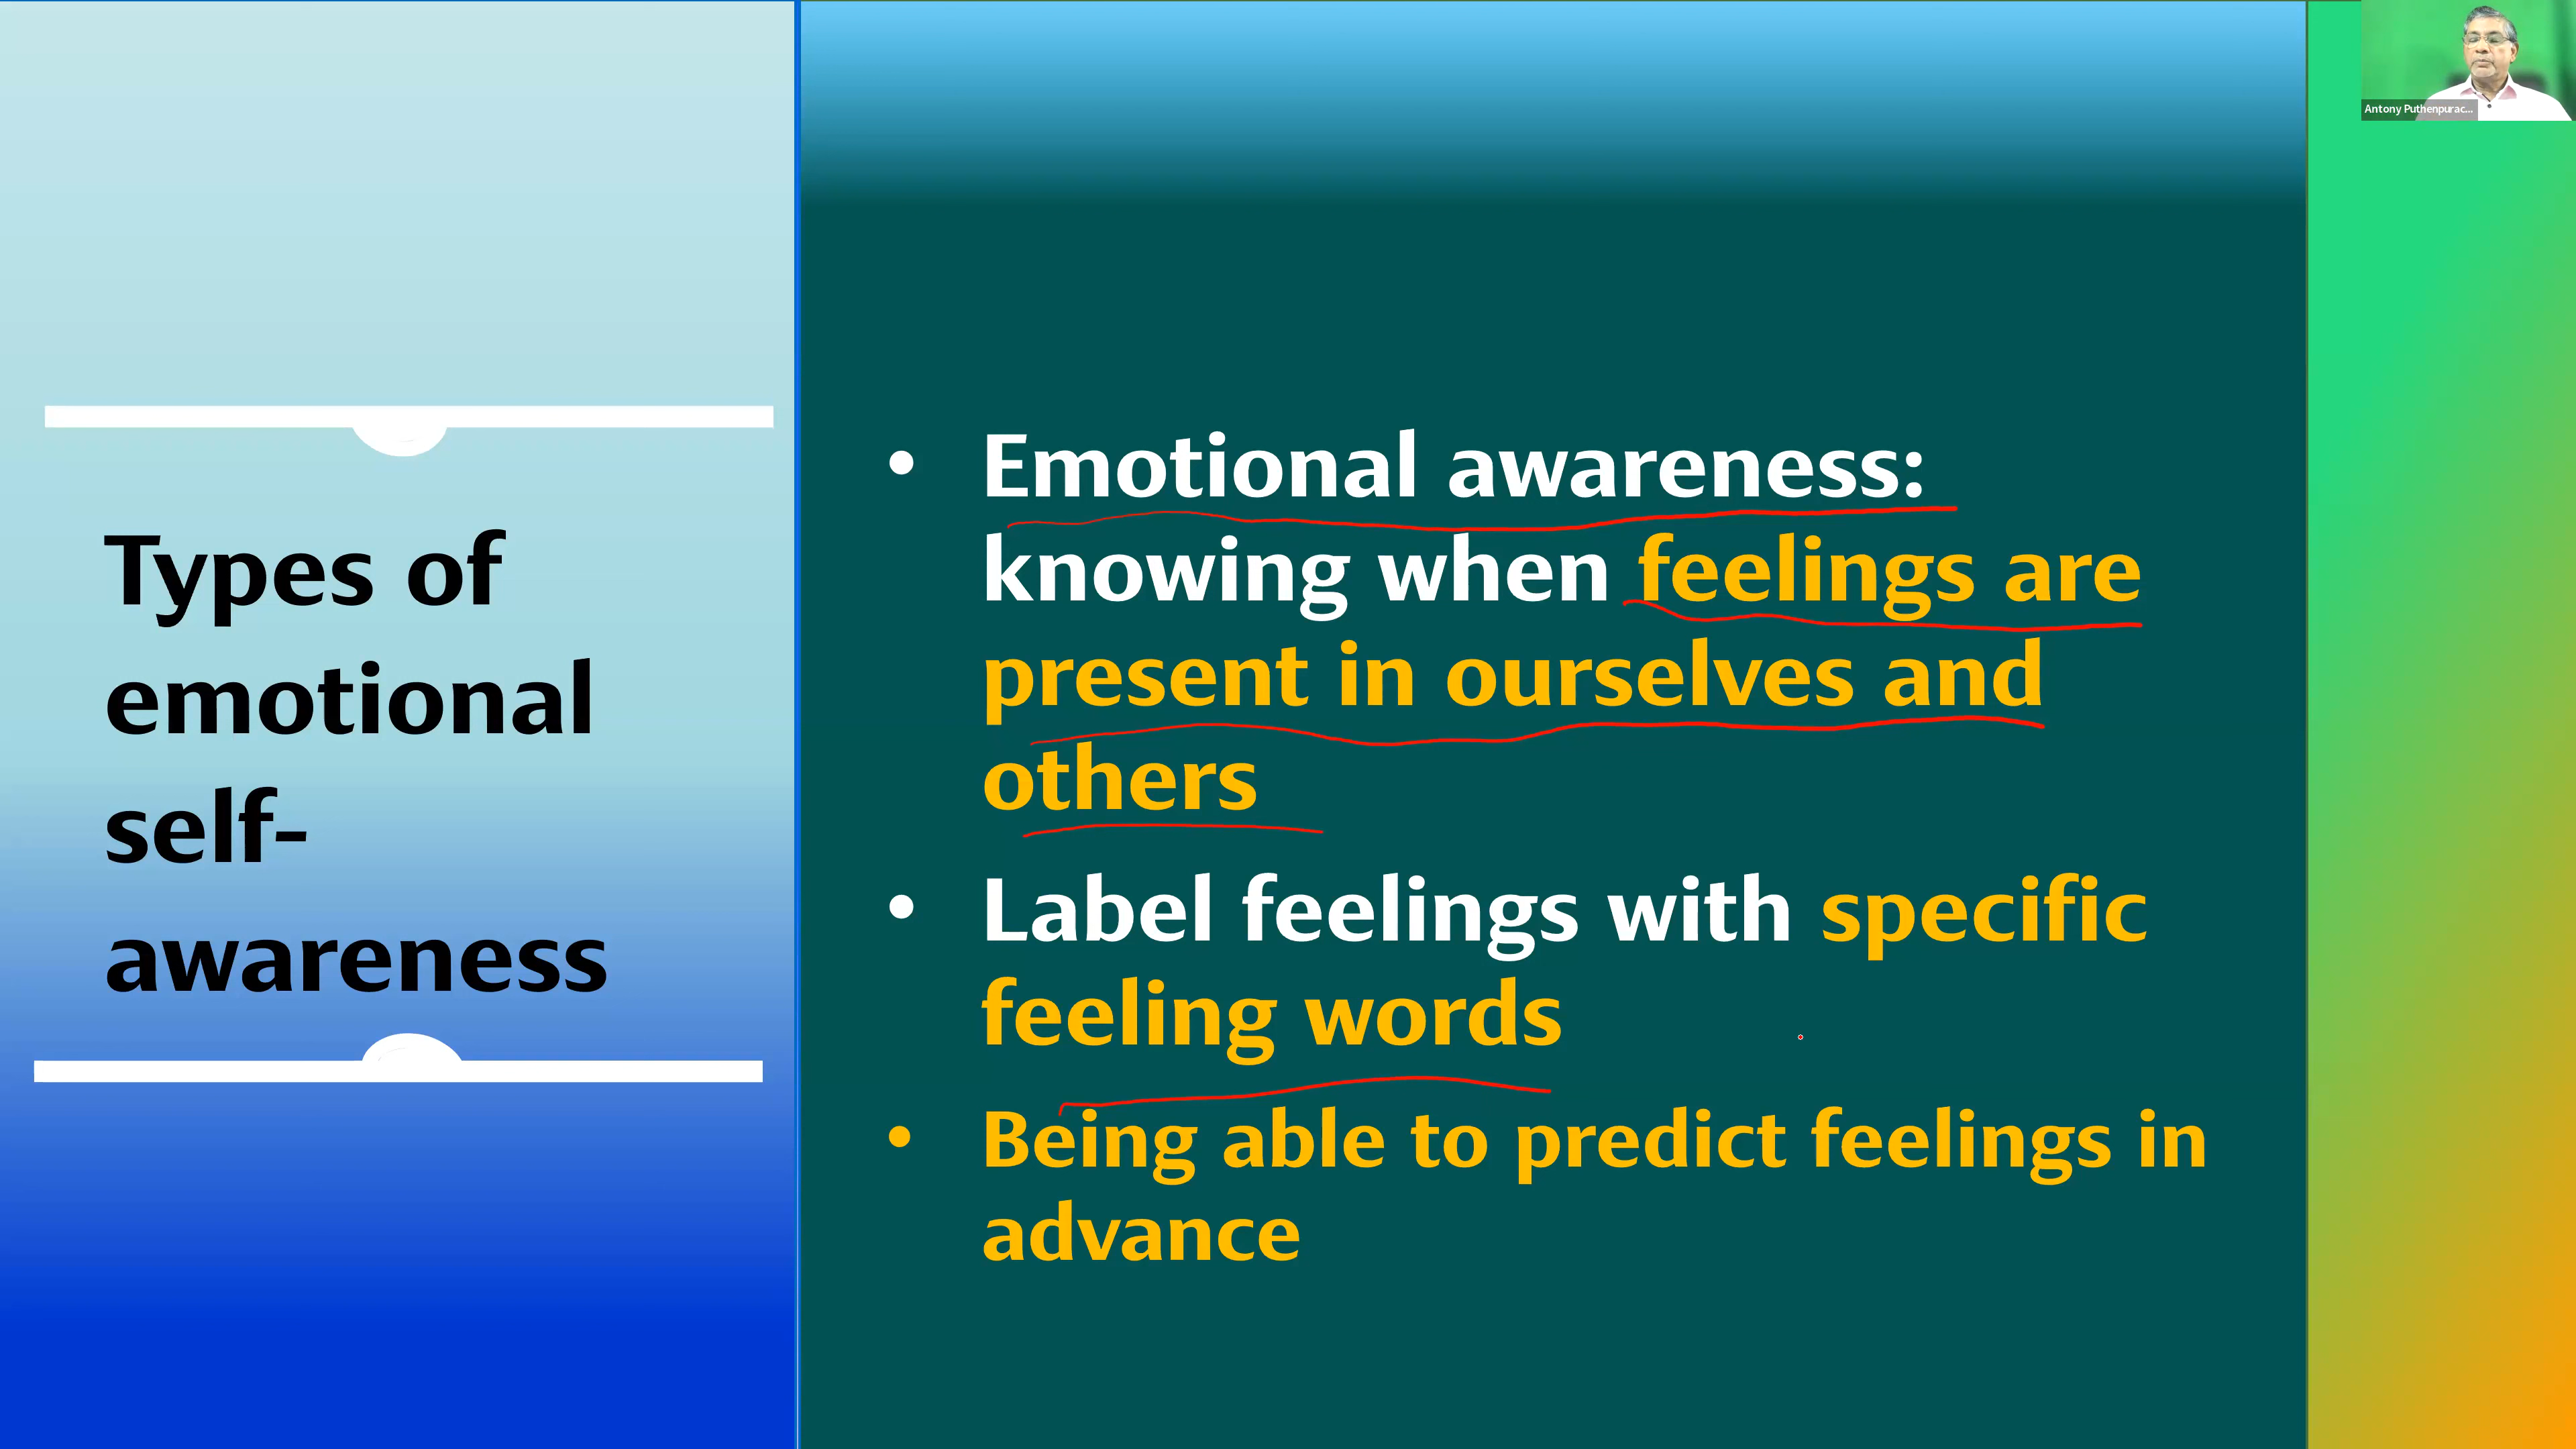 Types of
emotional
self-
awareness
• Emotional awareness:
knowing when feelings are
present in ourselves and
others
• Label feelings with specific
feeling words
• Being able to predict feelings in
advance
Antony Puthenpurac...